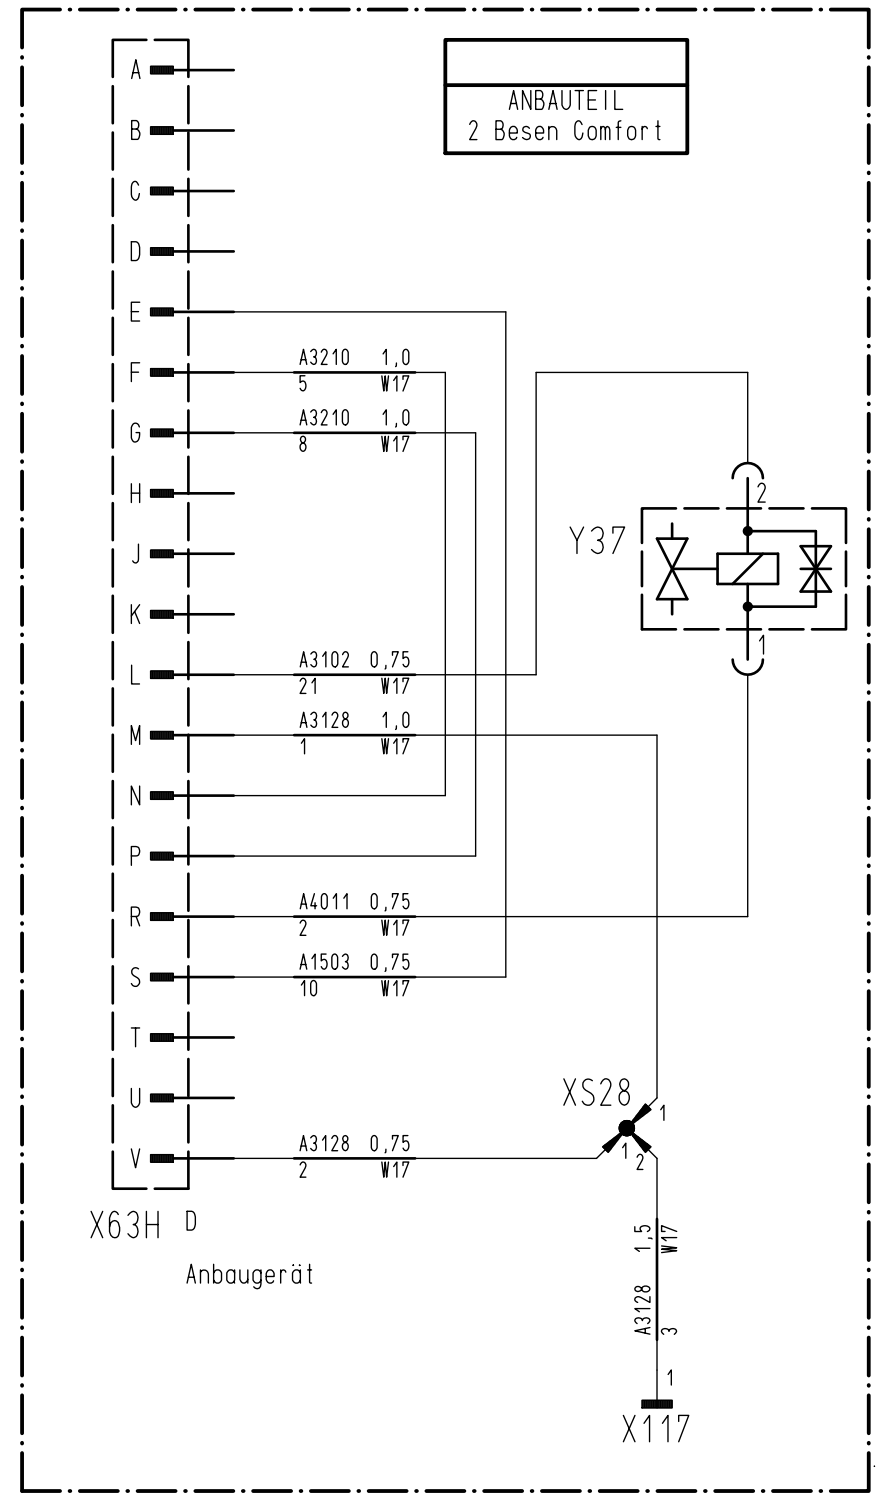 ANBAUTEIL
2 Besen Comfort
A
B
C
D
E
F
A3210 1,0
5 W17
G
A3210 1,0
8 W17
H
J
K
L
A3102 0,75
21 W17
M
A3128 1,0
1 W17
N
P
R
A4011 0,75
2 W17
S
A1503 0,75
10 W17
T
U
V
A3128 0,75
2 W17
X63H D
Anbaugerät
2
Y37
1
XS28
1
1
2
A3128 1,5
3 W17
1
X117